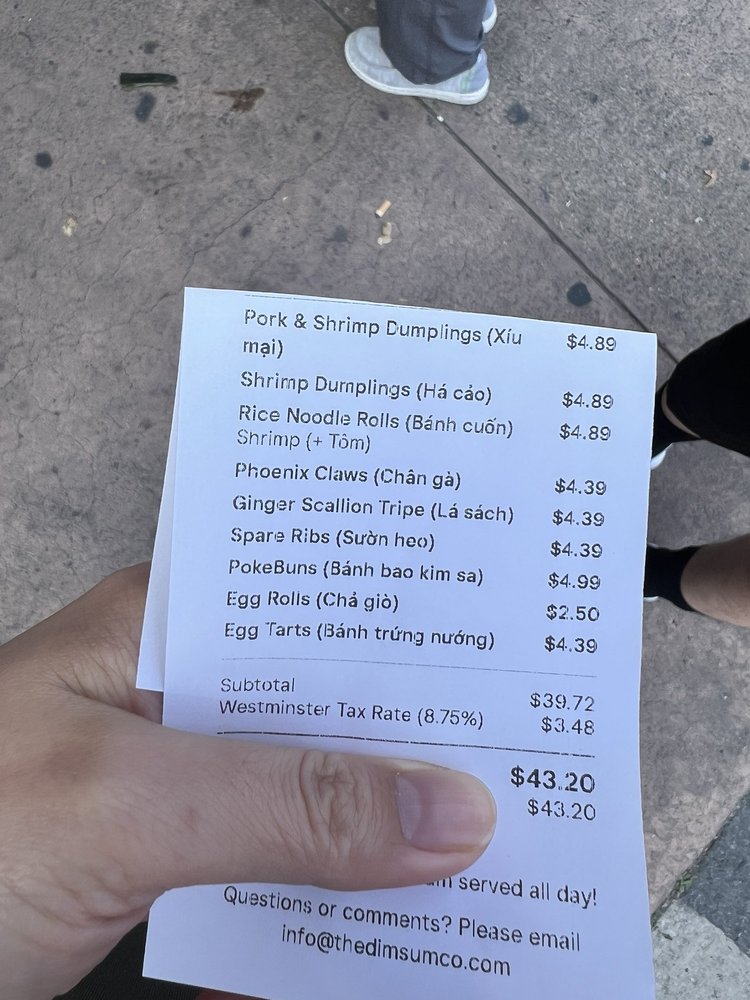 Pork & Shrimp Dumplings (Xíu $4.89
mại)
Shrimp Dumplings (Há cảo) $4.89
Rice Noodle Rolls (Bánh cuốn) $4.89
Shrimp (+ Tôm)
Phoenix Claws (Chân gà) $4.39
Ginger Scallion Tripe (Lá sách) $4.39
Spare Ribs (Sườn heo) $4.39
PokeBuns (Bánh bao kim sa) $4.99
Egg Rolls (Chả giò) $2.50
Egg Tarts (Bánh trứng nướng) $4.39
Subtotal $39.72
Westminster Tax Rate (8.75%) $3.48
$43.20
$43.20
served all day!
Questions or comments? Please email
info@thedimsumco.com